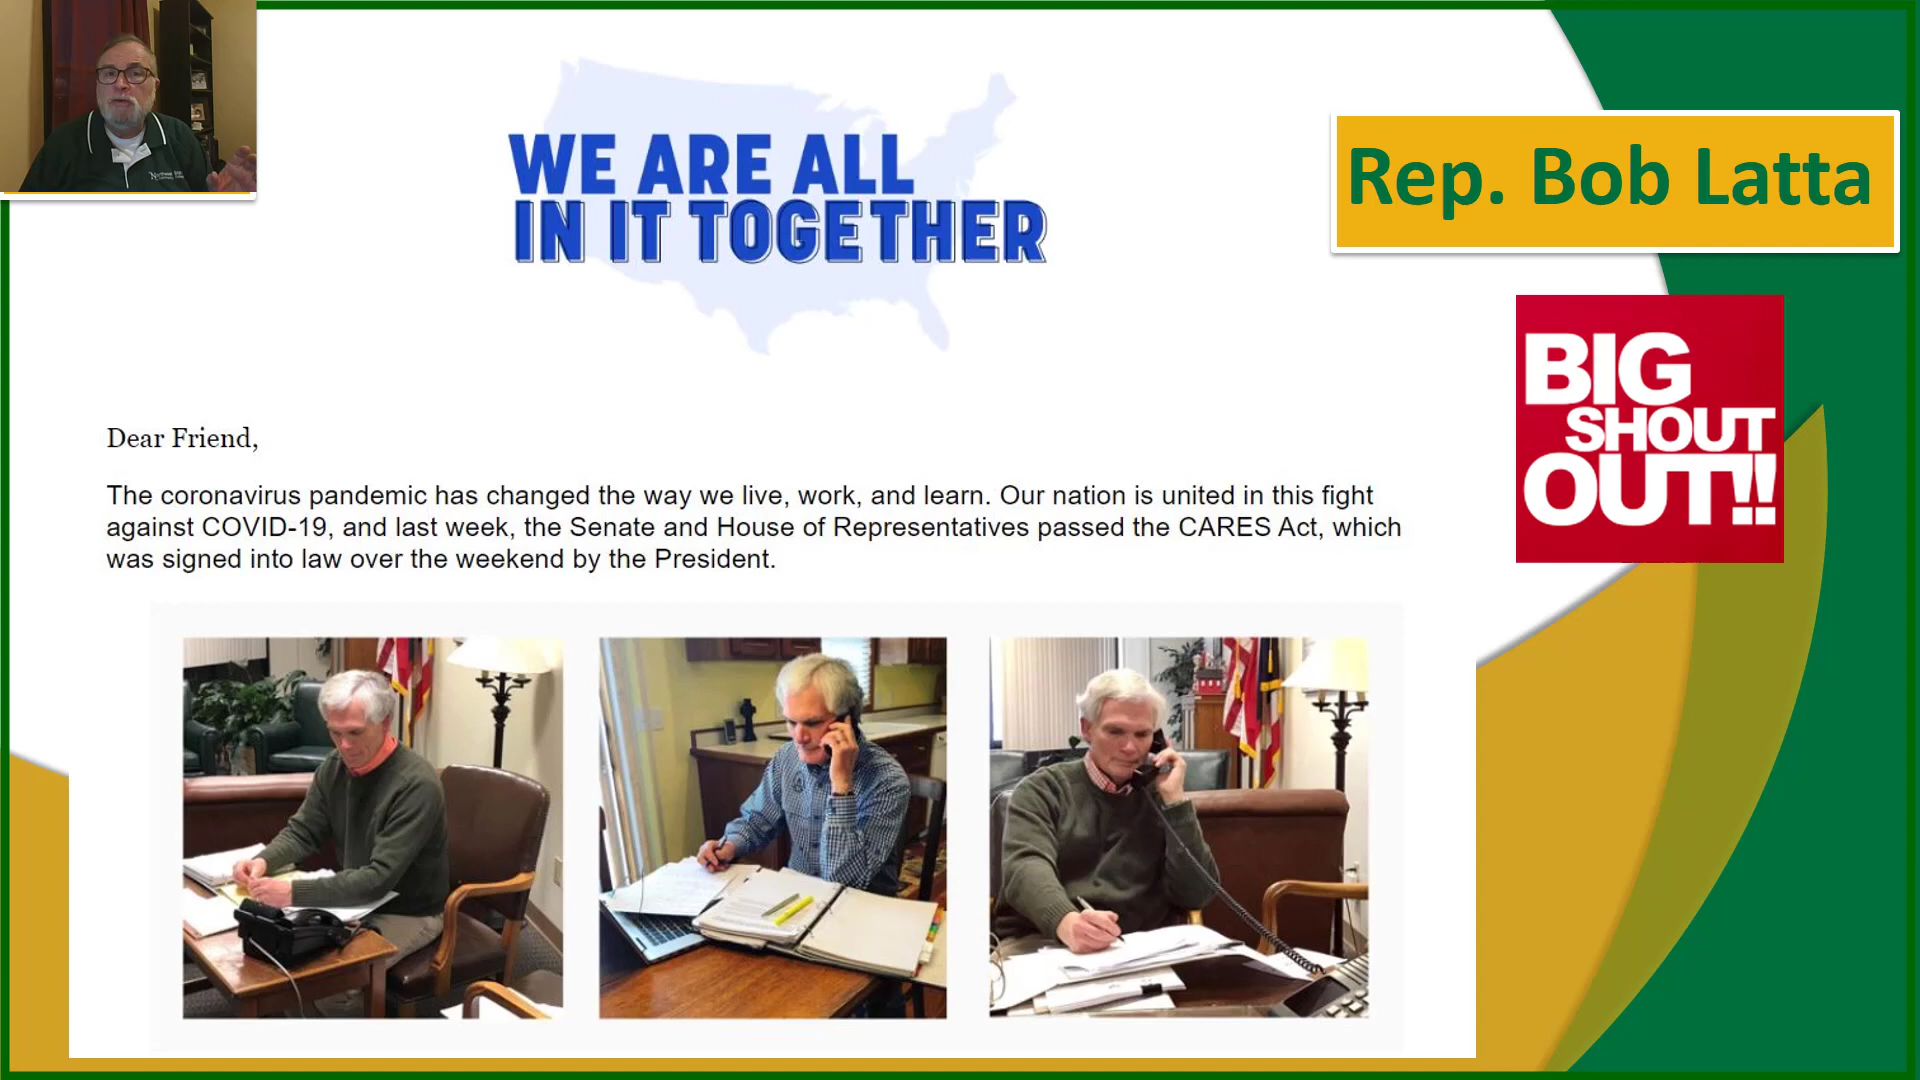 WE ARE ALL
IN IT TOGETHER
Rep. Bob Latta
BIG
SHOUT
OUT!!
Dear Friend,
The coronavirus pandemic has changed the way we live, work, and learn. Our nation is united in this fight
against COVID-19, and last week, the Senate and House of Representatives passed the CARES Act, which
was signed into law over the weekend by the President.